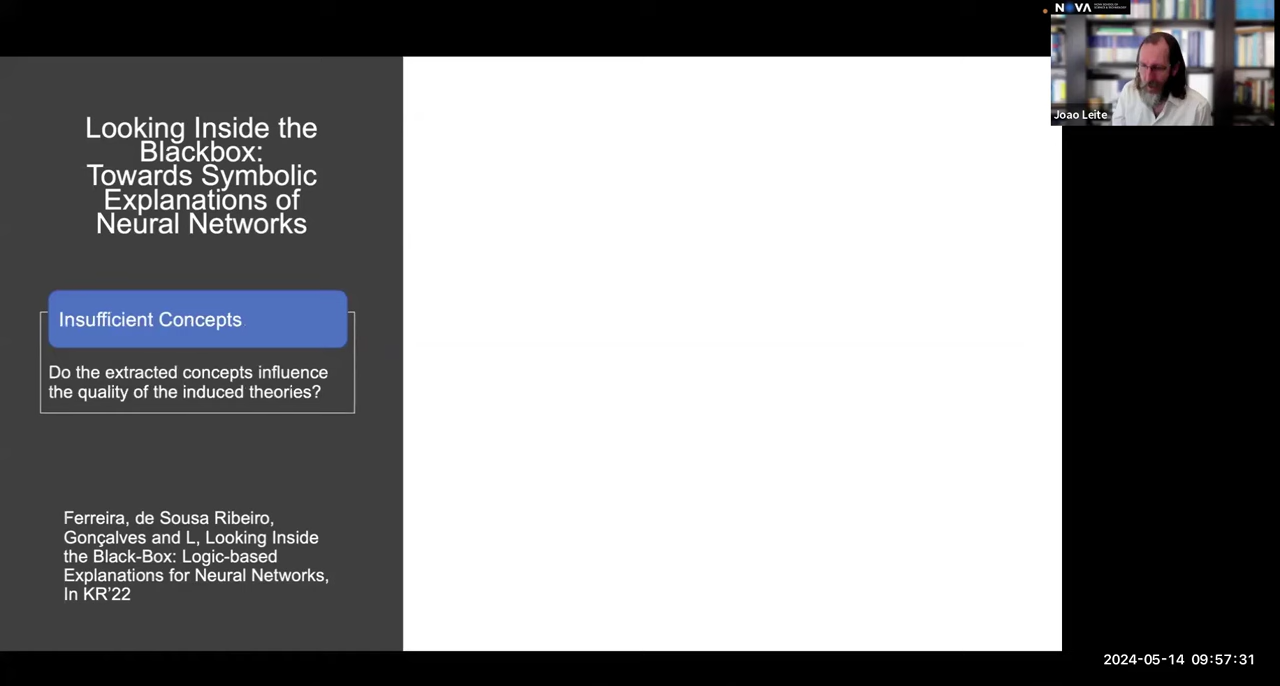 NOVA
Joao Leite
Looking Inside the
Blackbox:
Towards Symbolic
Explanations of
Neural Networks
Insufficient Concepts
Do the extracted concepts influence
the quality of the induced theories?
Ferreira, de Sousa Ribeiro,
Gonçalves and L, Looking Inside
the Black-Box: Logic-based
Explanations for Neural Networks,
In KR’22
2024-05-14 09:57:31